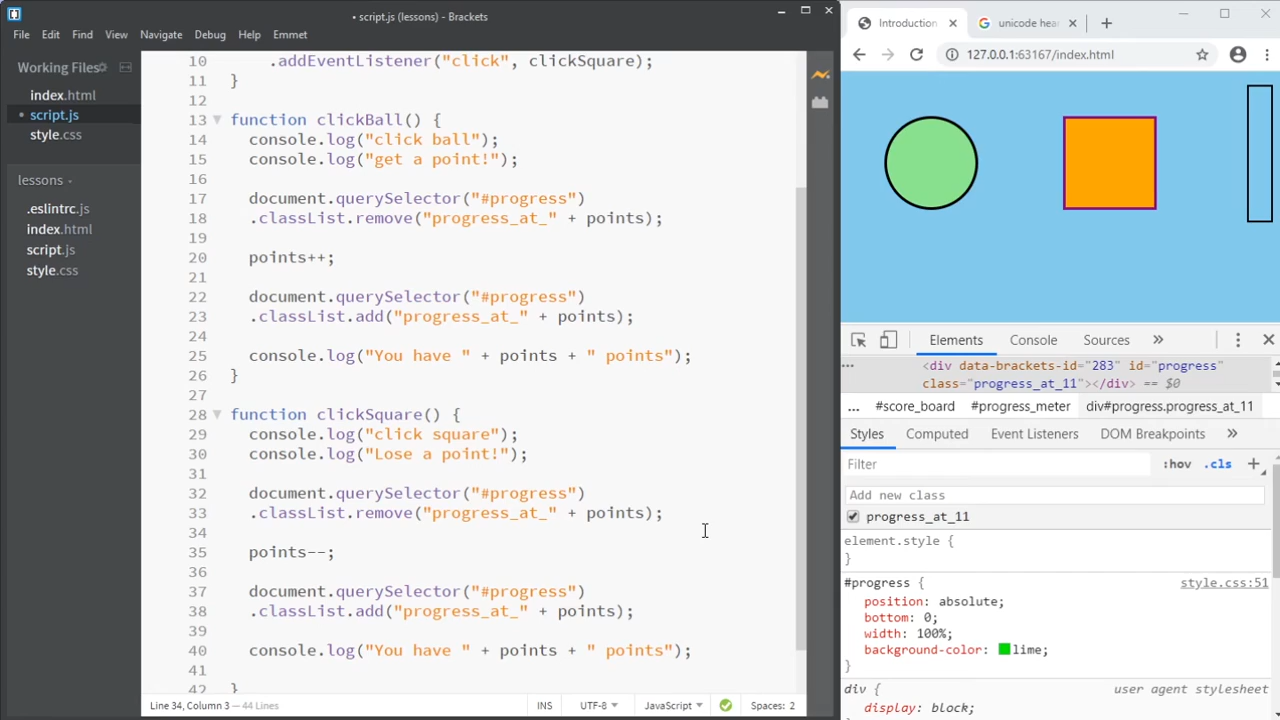 • script.js (lessons) - Brackets
File Edit Find View Navigate Debug Help Emmet
Working Files
index.html
• script.js
style.css
lessons
.eslintrc.js
index.html
script.js
style.css
10 .addEventListener("click", clickSquare);
11 }
12
13 function clickBall() {
14 console.log("click ball");
15 console.log("get a point!");
16
17 document.querySelector("#progress")
18 .classList.remove("progress_at_" + points);
19
20 points++;
21
22 document.querySelector("#progress")
23 .classList.add("progress_at_" + points);
24
25 console.log("You have " + points + " points");
26 }
27
28 function clickSquare() {
29 console.log("click square");
30 console.log("Lose a point!");
31
32 document.querySelector("#progress")
33 .classList.remove("progress_at_" + points);
34
35 points--;
36
37 document.querySelector("#progress")
38 .classList.add("progress_at_" + points);
39
40 console.log("You have " + points + " points");
41
42 }
Line 34, Column 3 — 44 Lines
INS UTF-8 JavaScript Spaces: 2
Introduction
unicode hear
127.0.0.1:63167/index.html
Elements Console Sources
<div data-brackets-id="283" id="progress"
class="progress_at_11"></div> == $0
... #score_board #progress_meter div#progress.progress_at_11
Styles Computed Event Listeners DOM Breakpoints
Filter :hov .cls
Add new class
progress_at_11
element.style {
}
#progress { style.css:51
position: absolute;
bottom: 0;
width: 100%;
background-color: lime;
}
div { user agent stylesheet
display: block;